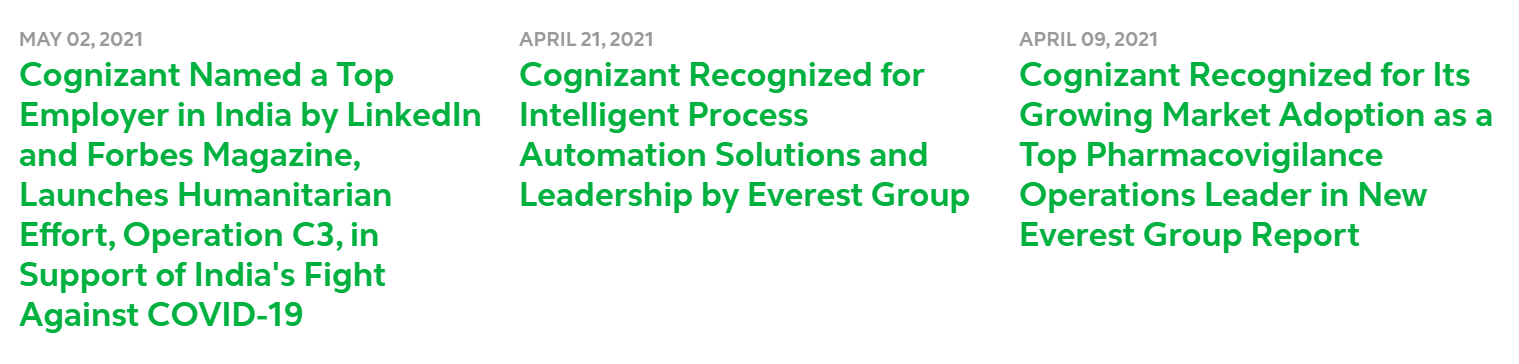 MAY 02, 2021
Cognizant Named a Top
Employer in India by LinkedIn
and Forbes Magazine,
Launches Humanitarian
Effort, Operation C3, in
Support of India's Fight
Against COVID-19
APRIL 21, 2021
Cognizant Recognized for
Intelligent Process
Automation Solutions and
Leadership by Everest Group
APRIL 09, 2021
Cognizant Recognized for Its
Growing Market Adoption as a
Top Pharmacovigilance
Operations Leader in New
Everest Group Report